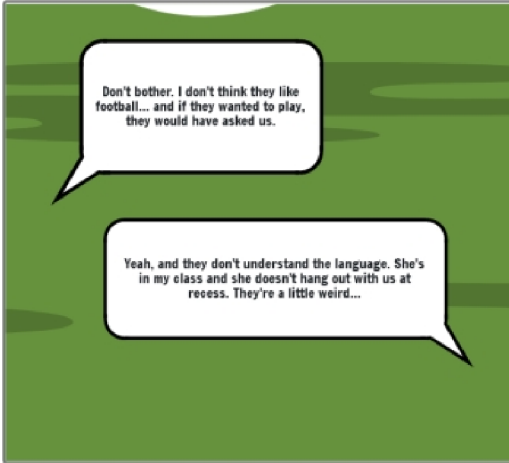 Don't bother. I don't think they like
football... and if they wanted to play,
they would have asked us.
Yeah, and they don't understand the language. She's
in my class and she doesn't hang out with us at
recess. They're a little weird...